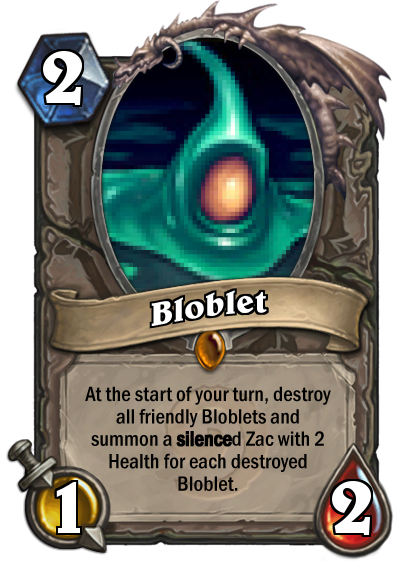 2
Bloblet
At the start of your turn, destroy
all friendly Bloblets and
summon a silenced Zac with 2
Health for each destroyed
Bloblet.
1
2